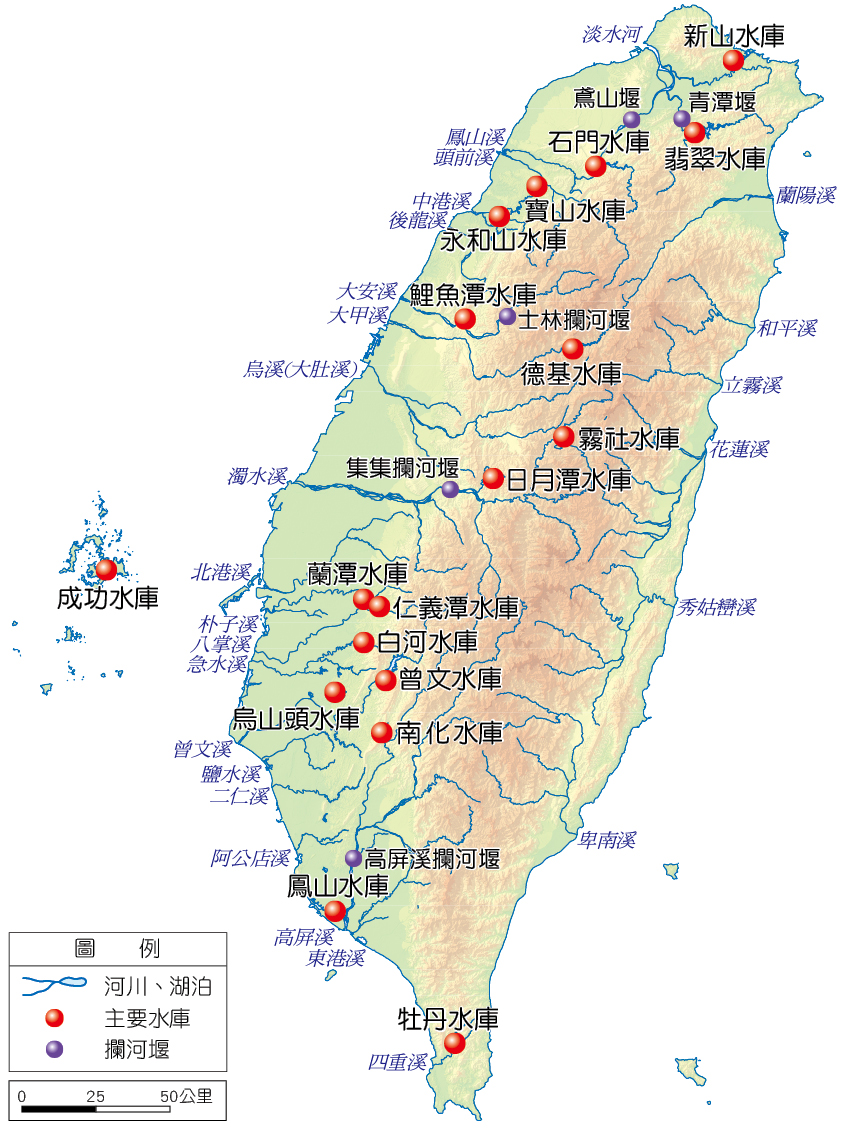 淡水河
新山水庫
鳶山堰
青潭堰
鳳山溪
石門水庫
翡翠水庫
頭前溪
中港溪
寶山水庫
蘭陽溪
後龍溪
永和山水庫
大安溪
鯉魚潭水庫
大甲溪
士林攔河堰
和平溪
烏溪(大肚溪)
德基水庫
立霧溪
霧社水庫
花蓮溪
濁水溪
集集攔河堰
日月潭水庫
北港溪
蘭潭水庫
成功水庫
仁義潭水庫
秀姑巒溪
朴子溪
八掌溪
白河水庫
急水溪
曾文水庫
烏山頭水庫
南化水庫
曾文溪
鹽水溪
二仁溪
卑南溪
阿公店溪
高屏溪攔河堰
鳳山水庫
高屏溪
東港溪
牡丹水庫
四重溪
圖 例
河川、湖泊
主要水庫
攔河堰
0 25 50公里